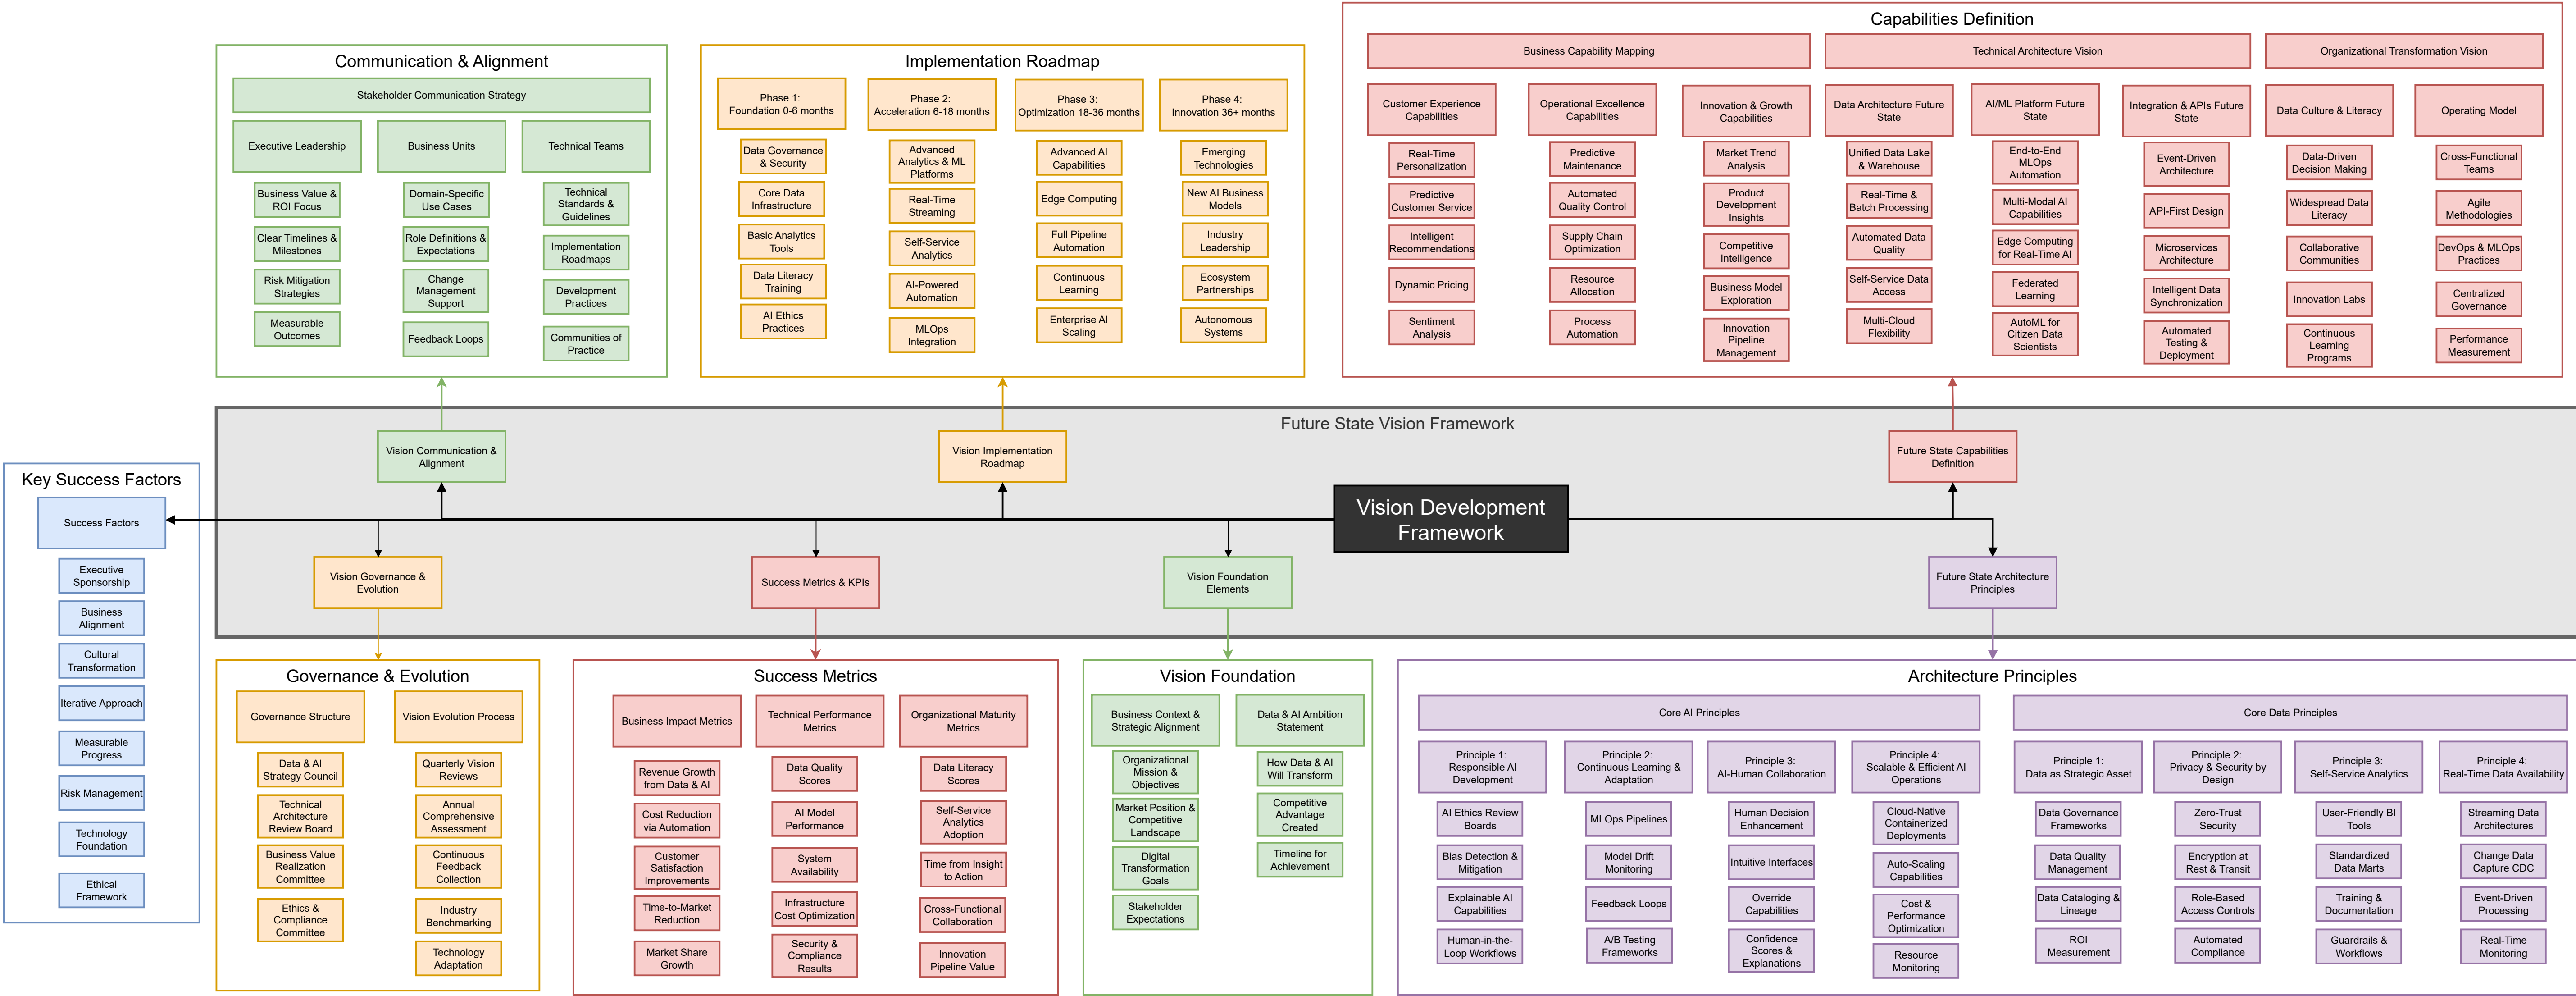 Communication & Alignment
Stakeholder Communication Strategy
Executive Leadership
Business Value &
ROI Focus
Clear Timelines &
Milestones
Risk Mitigation
Strategies
Measurable
Outcomes
Business Units
Domain-Specific
Use Cases
Role Definitions &
Expectations
Change
Management
Support
Feedback Loops
Technical Teams
Technical
Standards &
Guidelines
Implementation
Roadmaps
Development
Practices
Communities of
Practice
Implementation Roadmap
Phase 1:
Foundation 0-6 months
Data Governance
& Security
Core Data
Infrastructure
Basic Analytics
Tools
Data Literacy
Training
AI Ethics
Practices
Phase 2:
Acceleration 6-18 months
Advanced
Analytics & ML
Platforms
Real-Time
Streaming
Self-Service
Analytics
AI-Powered
Automation
MLOps
Integration
Phase 3:
Optimization 18-36 months
Advanced AI
Capabilities
Edge Computing
Full Pipeline
Automation
Continuous
Learning
Enterprise AI
Scaling
Phase 4:
Innovation 36+ months
Emerging
Technologies
New AI Business
Models
Industry
Leadership
Ecosystem
Partnerships
Autonomous
Systems
Capabilities Definition
Business Capability Mapping
Customer Experience
Capabilities
Real-Time
Personalization
Predictive
Customer Service
Intelligent
Recommendations
Dynamic Pricing
Sentiment
Analysis
Operational Excellence
Capabilities
Predictive
Maintenance
Automated
Quality Control
Supply Chain
Optimization
Resource
Allocation
Process
Automation
Innovation & Growth
Capabilities
Market Trend
Analysis
Product
Development
Insights
Competitive
Intelligence
Business Model
Exploration
Innovation
Pipeline
Management
Technical Architecture Vision
Data Architecture Future
State
Unified Data Lake
& Warehouse
Real-Time &
Batch Processing
Automated Data
Quality
Self-Service Data
Access
Multi-Cloud
Flexibility
AI/ML Platform Future
State
End-to-End
MLOps
Automation
Multi-Modal AI
Capabilities
Edge Computing
for Real-Time AI
Federated
Learning
AutoML for
Citizen Data
Scientists
Integration & APIs Future
State
Event-Driven
Architecture
API-First Design
Microservices
Architecture
Intelligent Data
Synchronization
Automated
Testing &
Deployment
Organizational Transformation Vision
Data Culture & Literacy
Data-Driven
Decision Making
Widespread Data
Literacy
Collaborative
Communities
Innovation Labs
Continuous
Learning
Programs
Operating Model
Cross-Functional
Teams
Agile
Methodologies
DevOps & MLOps
Practices
Centralized
Governance
Performance
Measurement
Future State Vision Framework
Vision Communication &
Alignment
Vision Implementation
Roadmap
Future State Capabilities
Definition
Vision Development
Framework
Vision Governance &
Evolution
Success Metrics & KPIs
Vision Foundation
Elements
Future State Architecture
Principles
Key Success Factors
Success Factors
Executive
Sponsorship
Business
Alignment
Cultural
Transformation
Iterative Approach
Measurable
Progress
Risk Management
Technology
Foundation
Ethical
Framework
Governance & Evolution
Governance Structure
Data & AI
Strategy Council
Technical
Architecture
Review Board
Business Value
Realization
Committee
Ethics &
Compliance
Committee
Vision Evolution Process
Quarterly Vision
Reviews
Annual
Comprehensive
Assessment
Continuous
Feedback
Collection
Industry
Benchmarking
Technology
Adaptation
Success Metrics
Business Impact Metrics
Revenue Growth
from Data & AI
Cost Reduction
via Automation
Customer
Satisfaction
Improvements
Time-to-Market
Reduction
Market Share
Growth
Technical Performance
Metrics
Data Quality
Scores
AI Model
Performance
System
Availability
Infrastructure
Cost Optimization
Security &
Compliance
Results
Organizational Maturity
Metrics
Data Literacy
Scores
Self-Service
Analytics
Adoption
Time from Insight
to Action
Cross-Functional
Collaboration
Innovation
Pipeline Value
Vision Foundation
Business Context &
Strategic Alignment
Organizational
Mission &
Objectives
Market Position &
Competitive
Landscape
Digital
Transformation
Goals
Stakeholder
Expectations
Data & AI Ambition
Statement
How Data & AI
Will Transform
Competitive
Advantage
Created
Timeline for
Achievement
Architecture Principles
Core AI Principles
Principle 1:
Responsible AI
Development
AI Ethics Review
Boards
Bias Detection &
Mitigation
Explainable AI
Capabilities
Human-in-the-
Loop Workflows
Principle 2:
Continuous Learning &
Adaptation
MLOps Pipelines
Model Drift
Monitoring
Feedback Loops
A/B Testing
Frameworks
Principle 3:
AI-Human Collaboration
Human Decision
Enhancement
Intuitive Interfaces
Override
Capabilities
Confidence
Scores &
Explanations
Principle 4:
Scalable & Efficient AI
Operations
Cloud-Native
Containerized
Deployments
Auto-Scaling
Capabilities
Cost &
Performance
Optimization
Resource
Monitoring
Core Data Principles
Principle 1:
Data as Strategic Asset
Data Governance
Frameworks
Data Quality
Management
Data Cataloging &
Lineage
ROI
Measurement
Principle 2:
Privacy & Security by
Design
Zero-Trust
Security
Encryption at
Rest & Transit
Role-Based
Access Controls
Automated
Compliance
Principle 3:
Self-Service Analytics
User-Friendly BI
Tools
Standardized
Data Marts
Training &
Documentation
Guardrails &
Workflows
Principle 4:
Real-Time Data Availability
Streaming Data
Architectures
Change Data
Capture CDC
Event-Driven
Processing
Real-Time
Monitoring